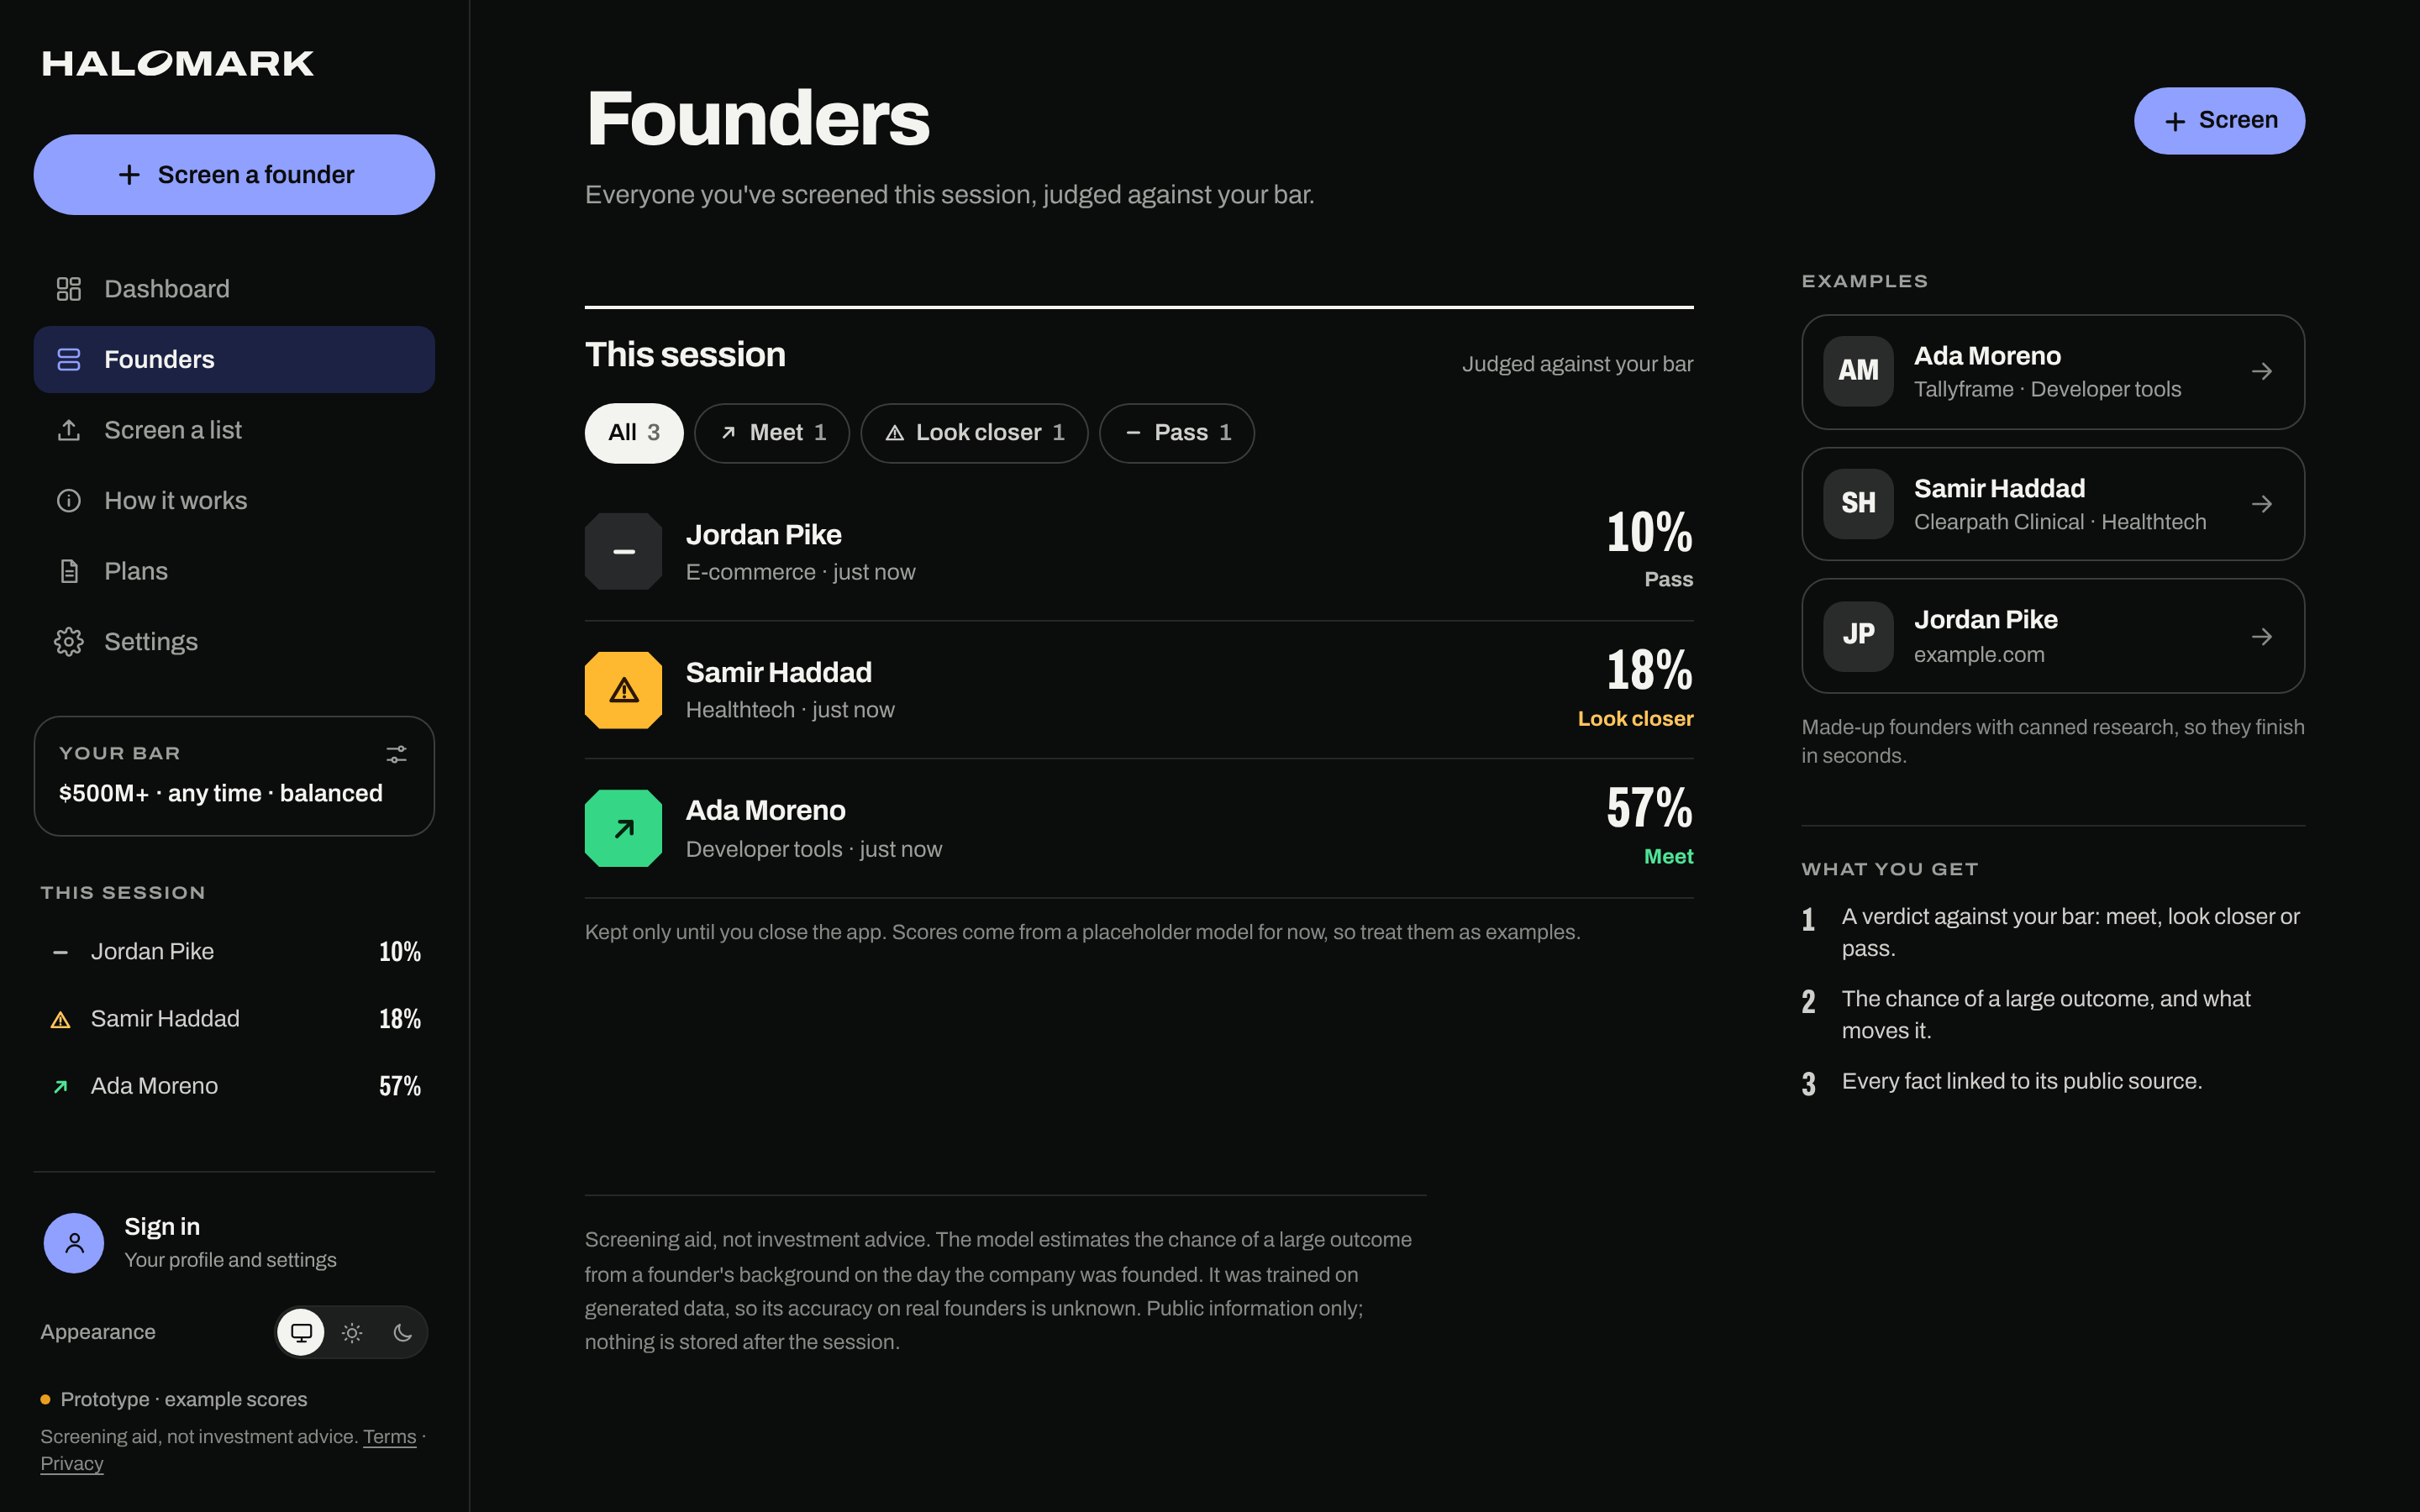 HALOMARK
Screen a founder
Dashboard
Founders
Screen a list
How it works
Plans
Settings
YOUR BAR
$500M+ · any time · balanced
THIS SESSION
Jordan Pike 10%
Samir Haddad 18%
Ada Moreno 57%
Sign in
Your profile and settings
Appearance
Prototype · example scores
Screening aid, not investment advice. Terms ·
Privacy
Founders
Screen
Everyone you've screened this session, judged against your bar.
This session
Judged against your bar
All 3 Meet 1 Look closer 1 Pass 1
Jordan Pike 10%
E-commerce · just now Pass
Samir Haddad 18%
Healthtech · just now Look closer
Ada Moreno 57%
Developer tools · just now Meet
Kept only until you close the app. Scores come from a placeholder model for now, so treat them as examples.
Screening aid, not investment advice. The model estimates the chance of a large outcome
from a founder's background on the day the company was founded. It was trained on
generated data, so its accuracy on real founders is unknown. Public information only;
nothing is stored after the session.
EXAMPLES
AM Ada Moreno
Tallyframe · Developer tools
SH Samir Haddad
Clearpath Clinical · Healthtech
JP Jordan Pike
example.com
Made-up founders with canned research, so they finish
in seconds.
WHAT YOU GET
1 A verdict against your bar: meet, look closer or
pass.
2 The chance of a large outcome, and what
moves it.
3 Every fact linked to its public source.